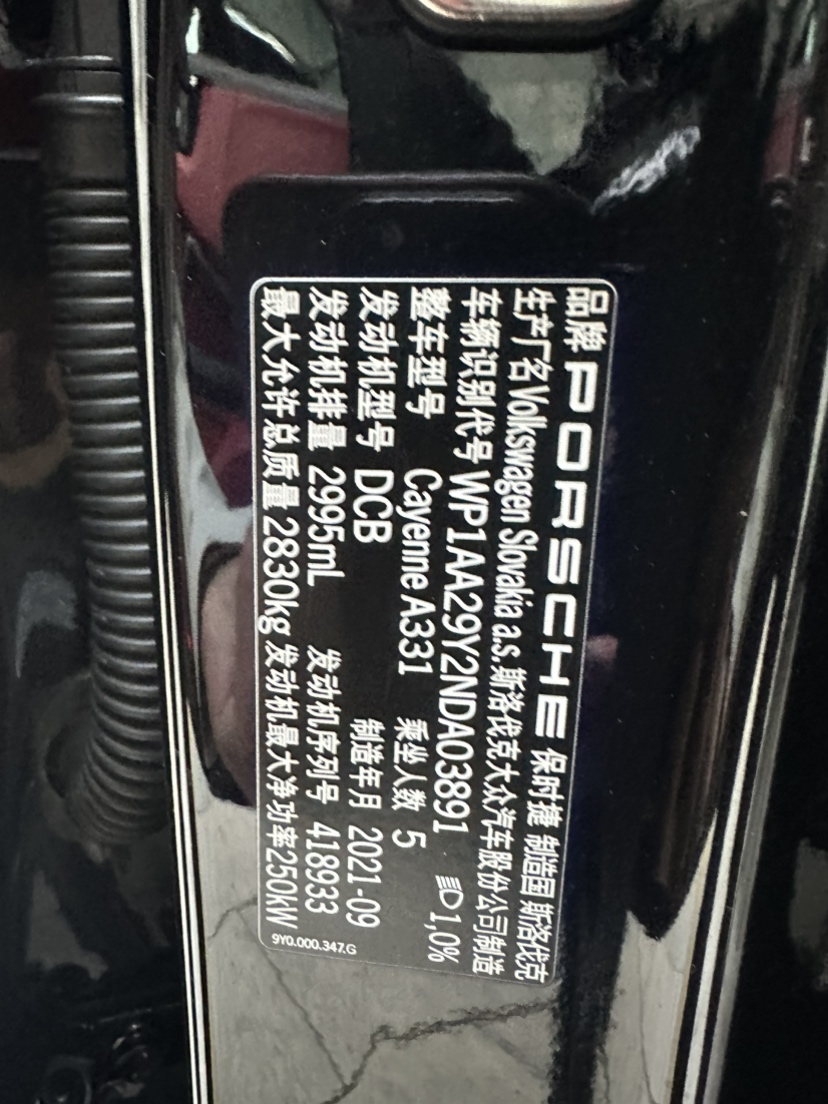 品牌 PORSCHE 保时捷 制造国 斯洛伐克
生产厂名 Volkswagen Slovakia a.s.斯洛伐克大众汽车股份公司制造
车辆识别代号 WP1AA29Y2NDA03891 1,0%
整车型号 Cayenne A331 乘坐人数 5
发动机型号 DCB 制造年月 2021-09
发动机排量 2995mL 发动机序列号 418933
最大允许总质量 2830kg 发动机最大净功率250kW
9Y0.000.347.G